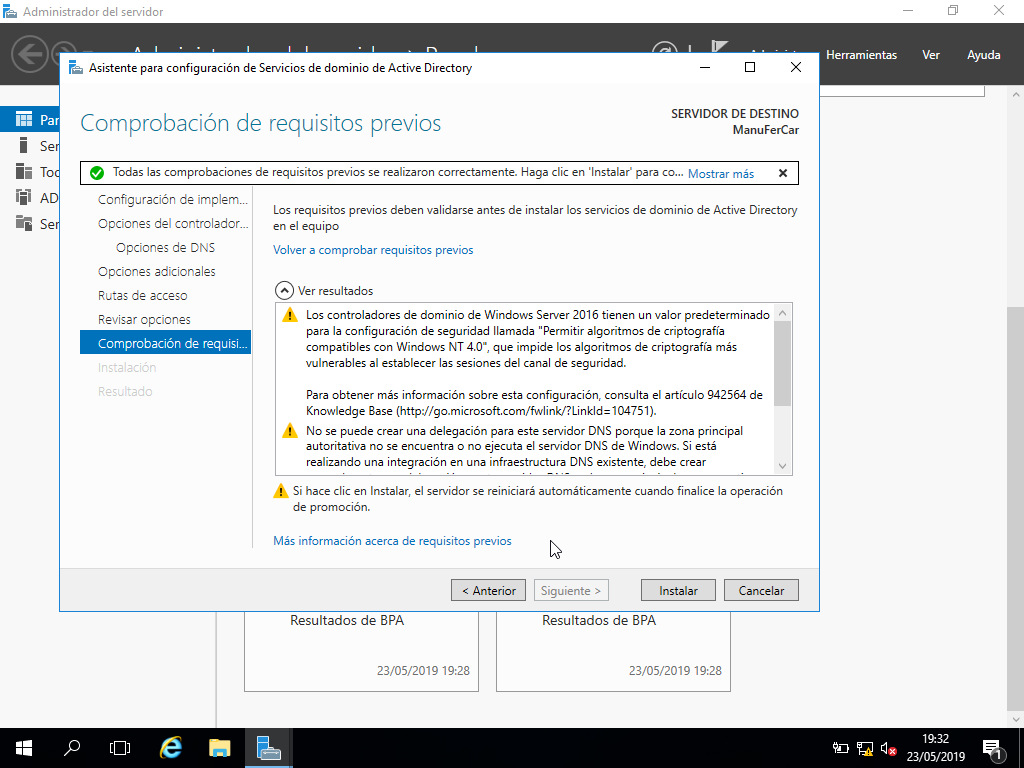 Administrador del servidor
Herramientas
Ver
Ayuda
Asistente para configuración de Servicios de dominio de Active Directory
Comprobación de requisitos previos
SERVIDOR DE DESTINO
ManuFerCar
Todas las comprobaciones de requisitos previos se realizaron correctamente. Haga clic en 'Instalar' para co...
Mostrar más
Configuración de implem...
Opciones del controlador...
Opciones de DNS
Opciones adicionales
Rutas de acceso
Revisar opciones
Comprobación de requisi...
Instalación
Resultado
Los requisitos previos deben validarse antes de instalar los servicios de dominio de Active Directory
en el equipo
Volver a comprobar requisitos previos
Ver resultados
Los controladores de dominio de Windows Server 2016 tienen un valor predeterminado
para la configuración de seguridad llamada "Permitir algoritmos de criptografía
compatibles con Windows NT 4.0", que impide los algoritmos de criptografía más
vulnerables al establecer las sesiones del canal de seguridad.
Para obtener más información sobre esta configuración, consulta el artículo 942564 de
Knowledge Base (http://go.microsoft.com/fwlink/?LinkId=104751).
No se puede crear una delegación para este servidor DNS porque la zona principal
autoritativa no se encuentra o no ejecuta el servidor DNS de Windows. Si está
realizando una integración en una infraestructura DNS existente, debe crear
Si hace clic en Instalar, el servidor se reiniciará automáticamente cuando finalice la operación
de promoción.
Más información acerca de requisitos previos
< Anterior
Siguiente >
Instalar
Cancelar
Par
Ser
Too
AD
Ser
Resultados de BPA
23/05/2019 19:28
Resultados de BPA
23/05/2019 19:28
19:32
23/05/2019
1